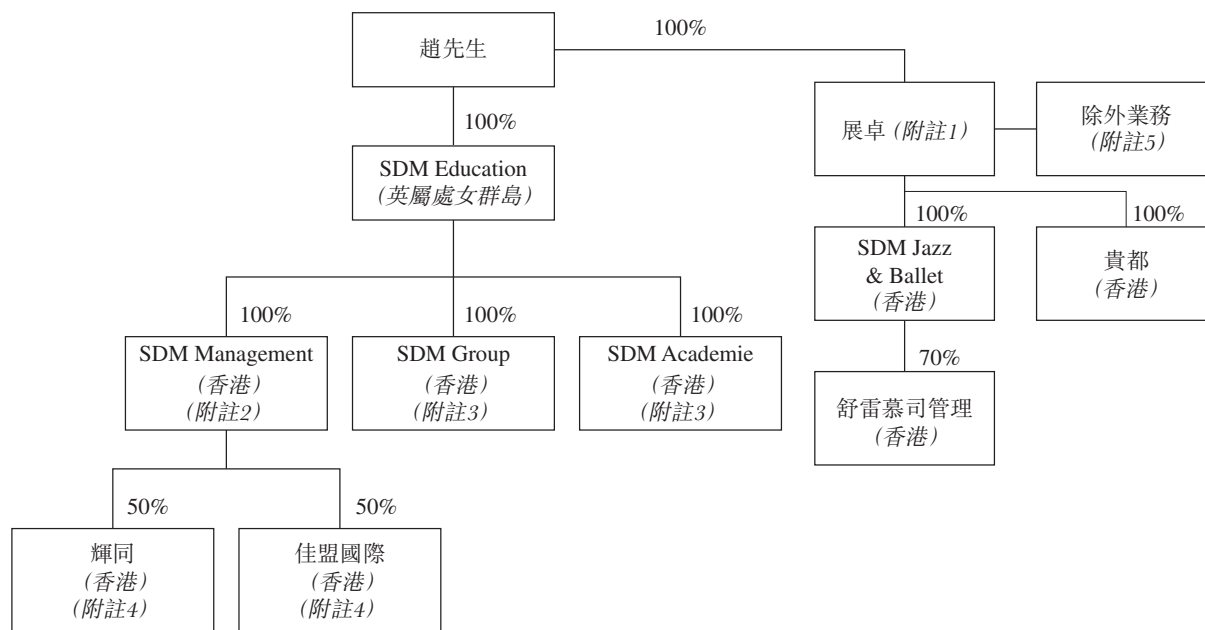 趙先生
100%
100%
展卓 (附註1)
除外業務
(附註5)
SDM Education
(英屬處女群島)
100%
SDM Jazz
& Ballet
(香港)
100%
貴都
(香港)
100%
SDM Management
(香港)
(附註2)
100%
SDM Group
(香港)
(附註3)
100%
SDM Academie
(香港)
(附註3)
70%
舒雷慕司管理
(香港)
50%
輝同
(香港)
(附註4)
50%
佳盟國際
(香港)
(附註4)